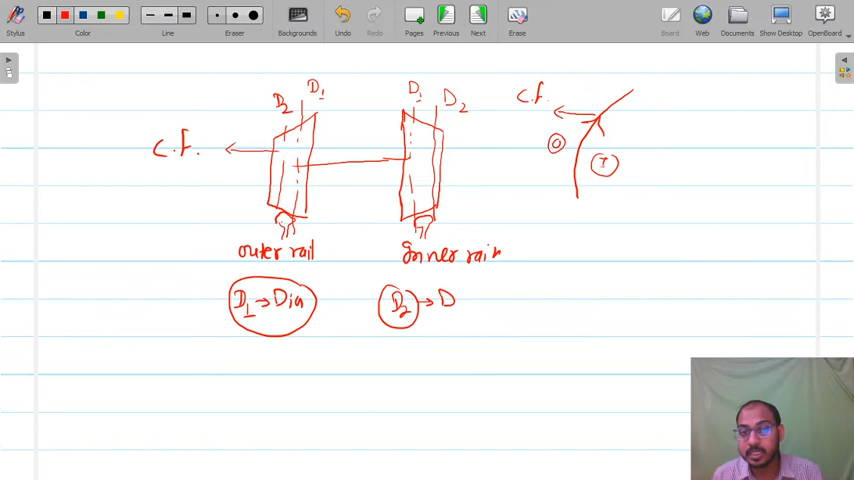 Stylus Color Line Eraser Backgrounds Undo Redo Pages Previous Next Erase Board Web Documents Show Desktop OpenBoard
D2 D1 D1 D2 C.f.
C.f. O I
outer rail Inner rail
D1 → Dia D2 → D